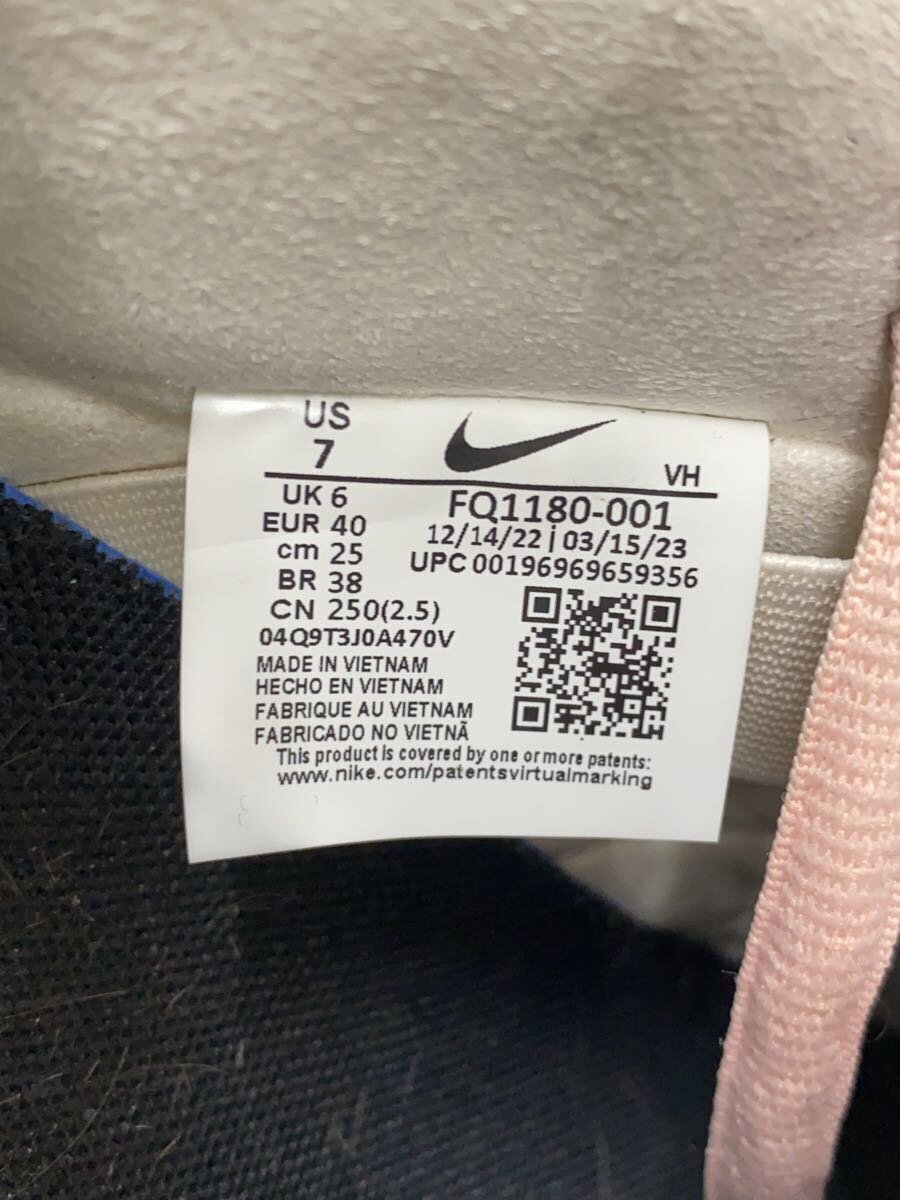 US
7
VH
UK 6
EUR 40
cm 25
BR 38
CN 250(2.5)
FQ1180-001
12/14/22 | 03/15/23
UPC 00196969659356
04Q9T3J0A470V
MADE IN VIETNAM
HECHO EN VIETNAM
FABRIQUE AU VIETNAM
FABRICADO NO VIETNÃ
This product is covered by one or more patents:
www.nike.com/patentsvirtualmarking